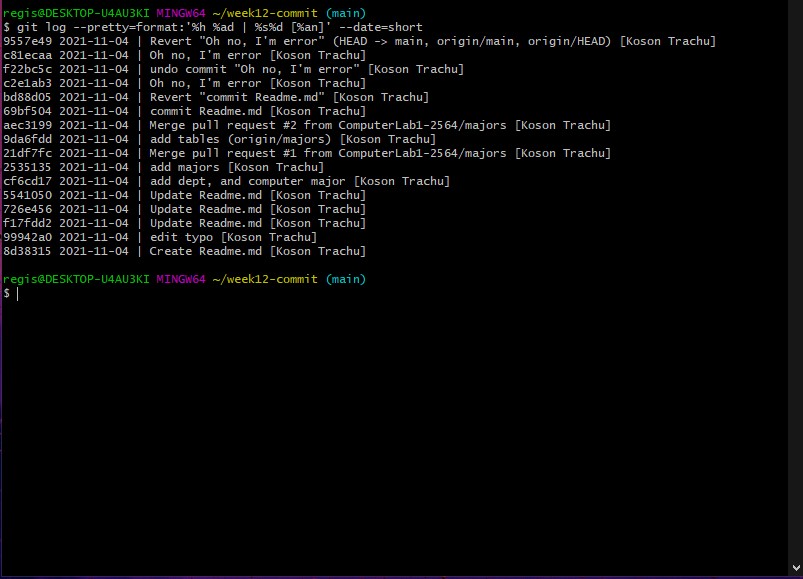 regis@DESKTOP-U4AU3KI MINGW64 ~/week12-commit (main)
$ git log --pretty=format:'%h %ad | %s%d [%an]' --date=short
9557e49 2021-11-04 | Revert "Oh no, I'm error" (HEAD -> main, origin/main, origin/HEAD) [Koson Trachu]
c81ecaa 2021-11-04 | Oh no, I'm error [Koson Trachu]
f22bc5c 2021-11-04 | undo commit "Oh no, I'm error" [Koson Trachu]
c2e1ab3 2021-11-04 | Oh no, I'm error [Koson Trachu]
bd88d05 2021-11-04 | Revert "commit Readme.md" [Koson Trachu]
69bf504 2021-11-04 | commit Readme.md [Koson Trachu]
aec3199 2021-11-04 | Merge pull request #2 from ComputerLab1-2564/majors [Koson Trachu]
9da6fdd 2021-11-04 | add tables (origin/majors) [Koson Trachu]
21df7fc 2021-11-04 | Merge pull request #1 from ComputerLab1-2564/majors [Koson Trachu]
2535135 2021-11-04 | add majors [Koson Trachu]
cf6cd17 2021-11-04 | add dept, and computer major [Koson Trachu]
5541050 2021-11-04 | Update Readme.md [Koson Trachu]
726e456 2021-11-04 | Update Readme.md [Koson Trachu]
f17fdd2 2021-11-04 | Update Readme.md [Koson Trachu]
99942a0 2021-11-04 | edit typo [Koson Trachu]
8d38315 2021-11-04 | Create Readme.md [Koson Trachu]
regis@DESKTOP-U4AU3KI MINGW64 ~/week12-commit (main)
$